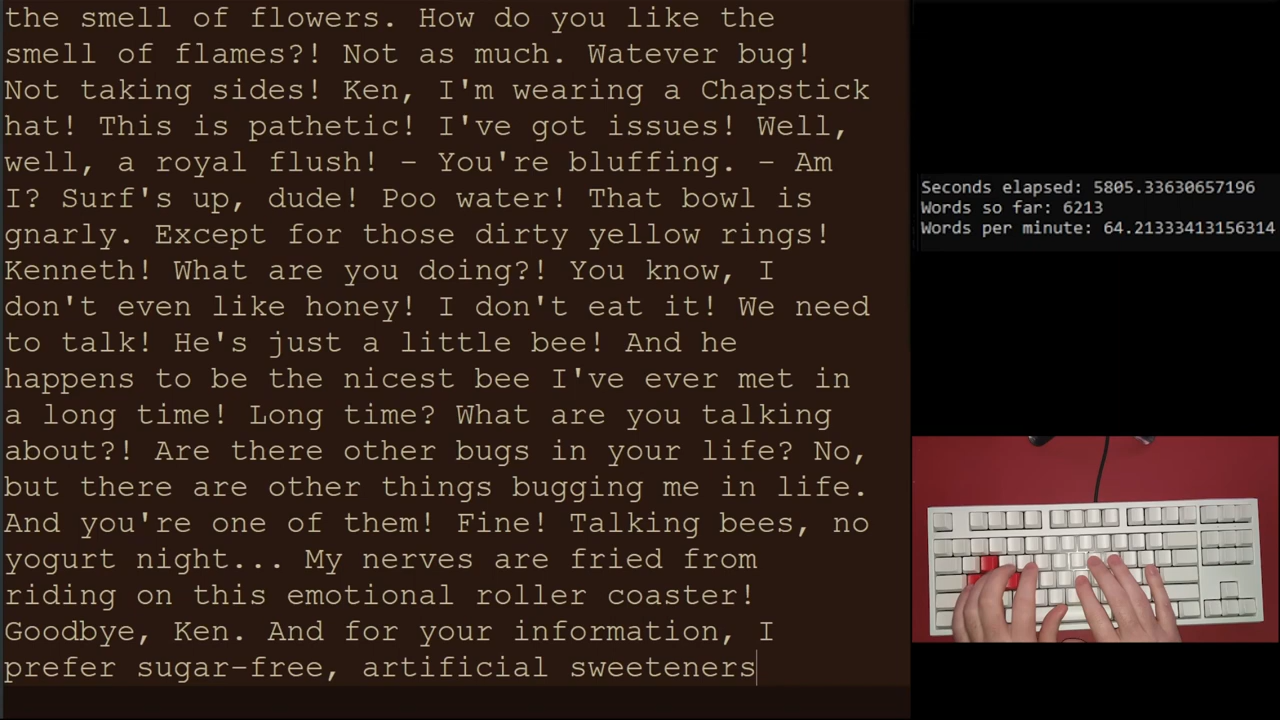 the smell of flowers. How do you like the
smell of flames?! Not as much. Watever bug!
Not taking sides! Ken, I'm wearing a Chapstick
hat! This is pathetic! I've got issues! Well,
well, a royal flush! - You're bluffing. - Am
I? Surf's up, dude! Poo water! That bowl is
gnarly. Except for those dirty yellow rings!
Kenneth! What are you doing?! You know, I
don't even like honey! I don't eat it! We need
to talk! He's just a little bee! And he
happens to be the nicest bee I've ever met in
a long time! Long time? What are you talking
about?! Are there other bugs in your life? No,
but there are other things bugging me in life.
And you're one of them! Fine! Talking bees, no
yogurt night... My nerves are fried from
riding on this emotional roller coaster!
Goodbye, Ken. And for your information, I
prefer sugar-free, artificial sweeteners
Seconds elapsed: 5805.33630657196
Words so far: 6213
Words per minute: 64.21333413156314